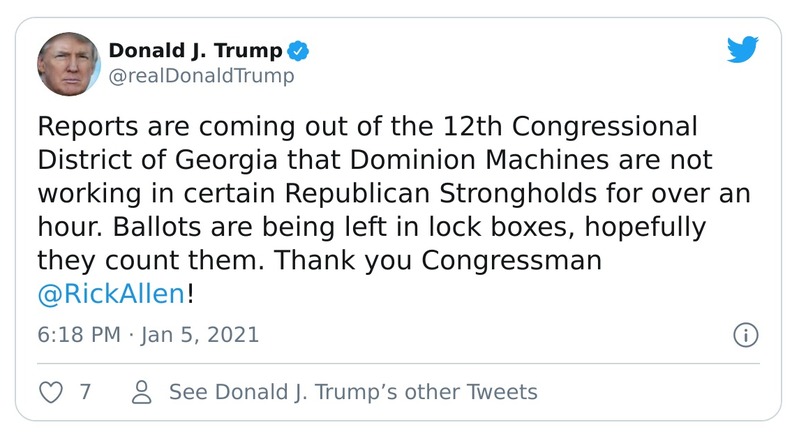 Donald J. Trump
@realDonaldTrump
Reports are coming out of the 12th Congressional
District of Georgia that Dominion Machines are not
working in certain Republican Strongholds for over an
hour. Ballots are being left in lock boxes, hopefully
they count them. Thank you Congressman
@RickAllen!
6:18 PM · Jan 5, 2021
7 See Donald J. Trump’s other Tweets